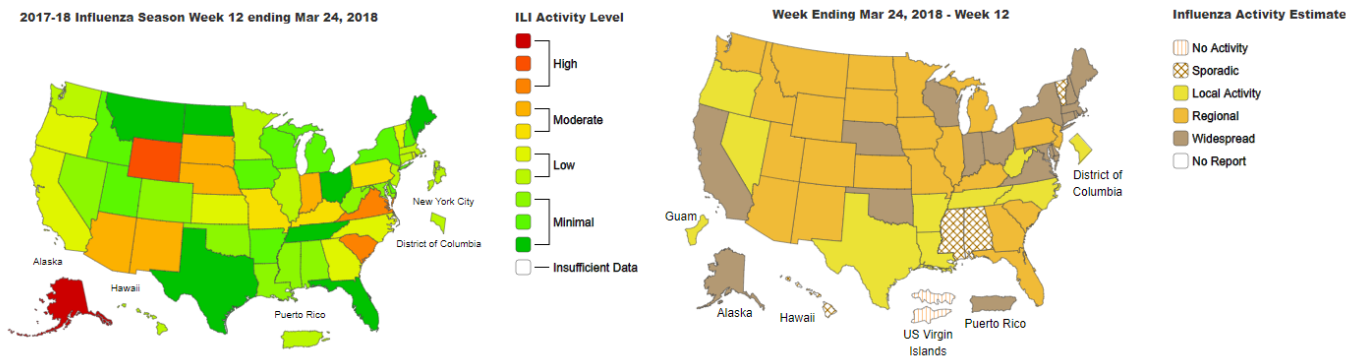 2017-18 Influenza Season Week 12 ending Mar 24, 2018
ILI Activity Level
High
Moderate
Low
Minimal
Insufficient Data
New York City
District of Columbia
Alaska
Hawaii
Puerto Rico
Week Ending Mar 24, 2018 - Week 12
Influenza Activity Estimate
No Activity
Sporadic
Local Activity
Regional
Widespread
No Report
District of
Columbia
Guam
Alaska
Hawaii
US Virgin
Islands
Puerto Rico